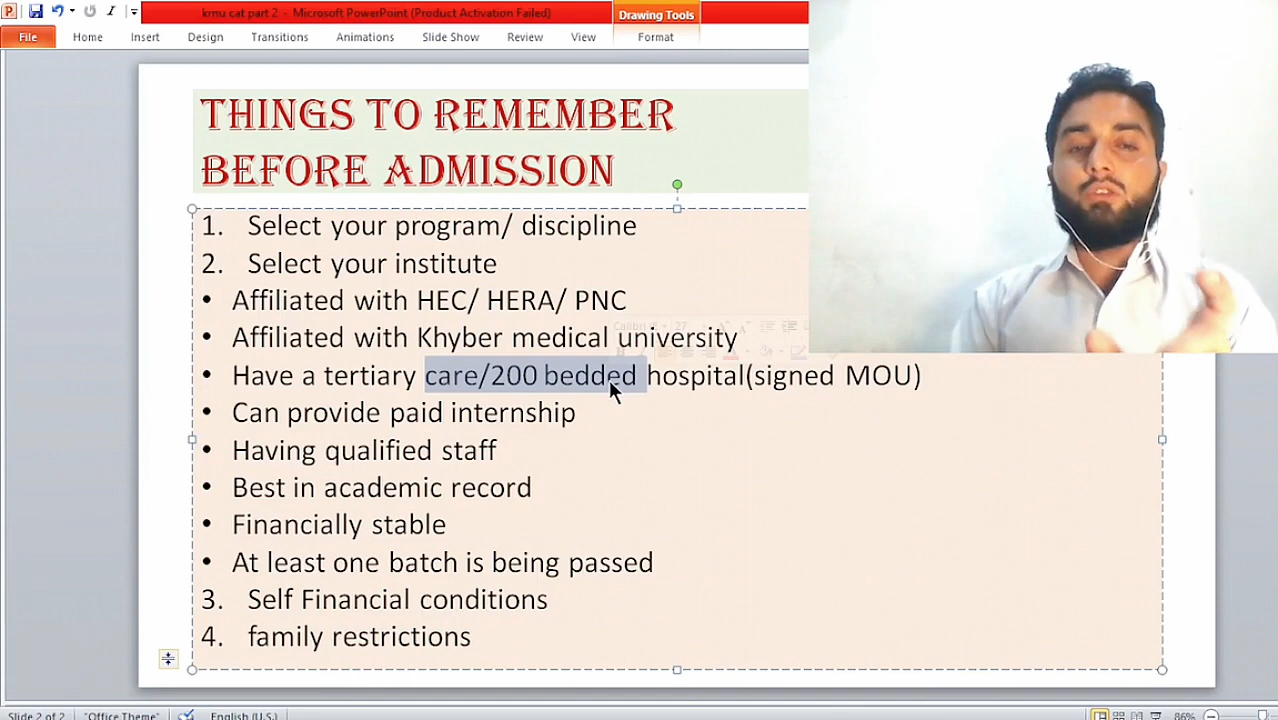 krmu cat part 2 - Microsoft PowerPoint (Product Activation Failed)
Drawing Tools
File Home Insert Design Transitions Animations Slide Show Review View Format
THINGS TO REMEMBER
BEFORE ADMISSION
1. Select your program/ discipline
2. Select your institute
• Affiliated with HEC/ HERA/ PNC
• Affiliated with Khyber medical university
• Have a tertiary care/200 bedded hospital(signed MOU)
• Can provide paid internship
• Having qualified staff
• Best in academic record
• Financially stable
• At least one batch is being passed
3. Self Financial conditions
4. family restrictions
Slide 2 of 2 "Office Theme" English (U.S.) 86%